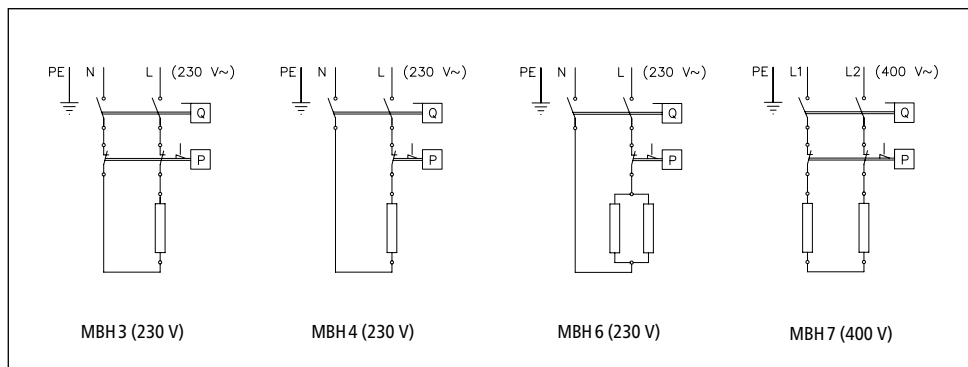 PE N L (230 V~)
Q
P
MBH 3 (230 V)
PE N L (230 V~)
Q
P
MBH 4 (230 V)
PE N L (230 V~)
Q
P
MBH 6 (230 V)
PE L1 L2 (400 V~)
Q
P
MBH 7 (400 V)